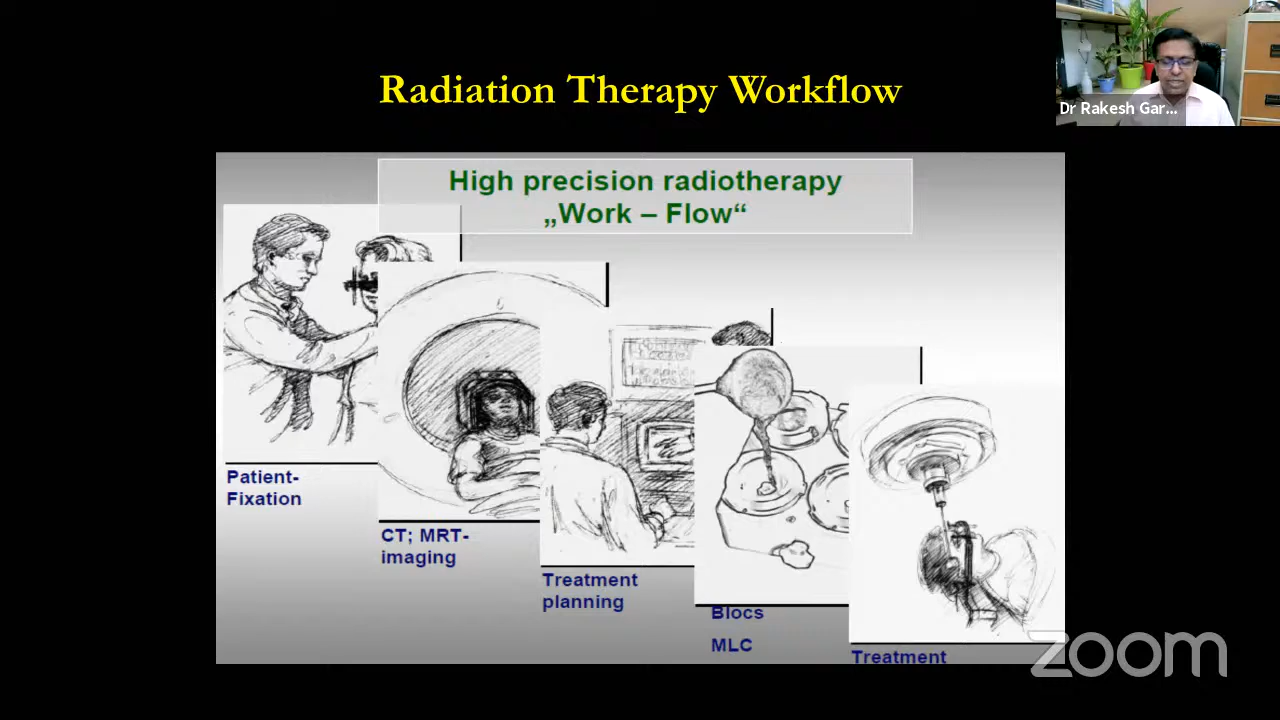 Radiation Therapy Workflow
Dr Rakesh Gar...
High precision radiotherapy
„Work – Flow“
Patient-
Fixation
CT; MRT-
imaging
Treatment
planning
Blocs
MLC
Treatment
zoom